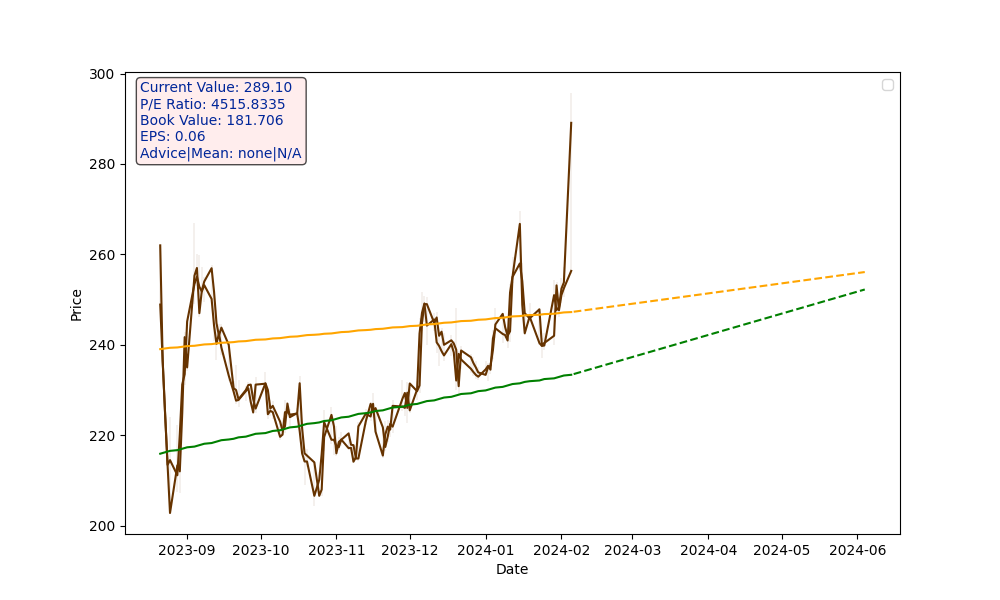 Current Value: 289.10
P/E Ratio: 4515.8335
Book Value: 181.706
EPS: 0.06
Advice|Mean: none|N/A
300
280
260
240
220
200
Price
2023-09 2023-10 2023-11 2023-12 2024-01 2024-02 2024-03 2024-04 2024-05 2024-06
Date